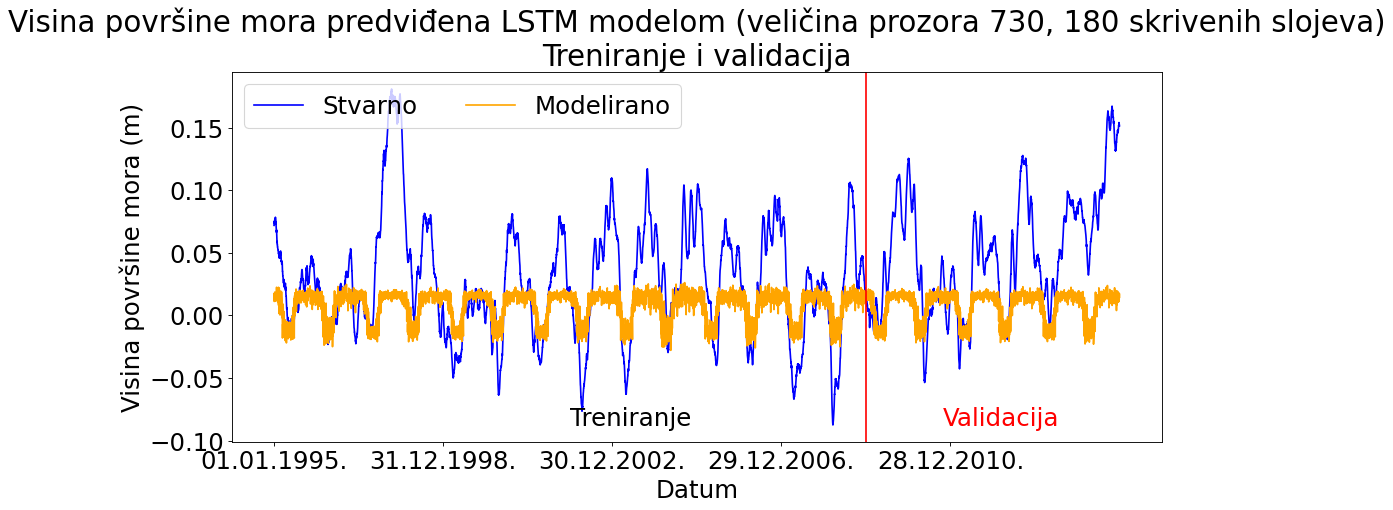 Visina površine mora predviđena LSTM modelom (veličina prozora 730, 180 skrivenih slojeva)
Treniranje i validacija
Stvarno Modelirano
Visina površine mora (m)
0.15
0.10
0.05
0.00
−0.05
−0.10
Treniranje Validacija
01.01.1995. 31.12.1998. 30.12.2002. 29.12.2006. 28.12.2010.
Datum